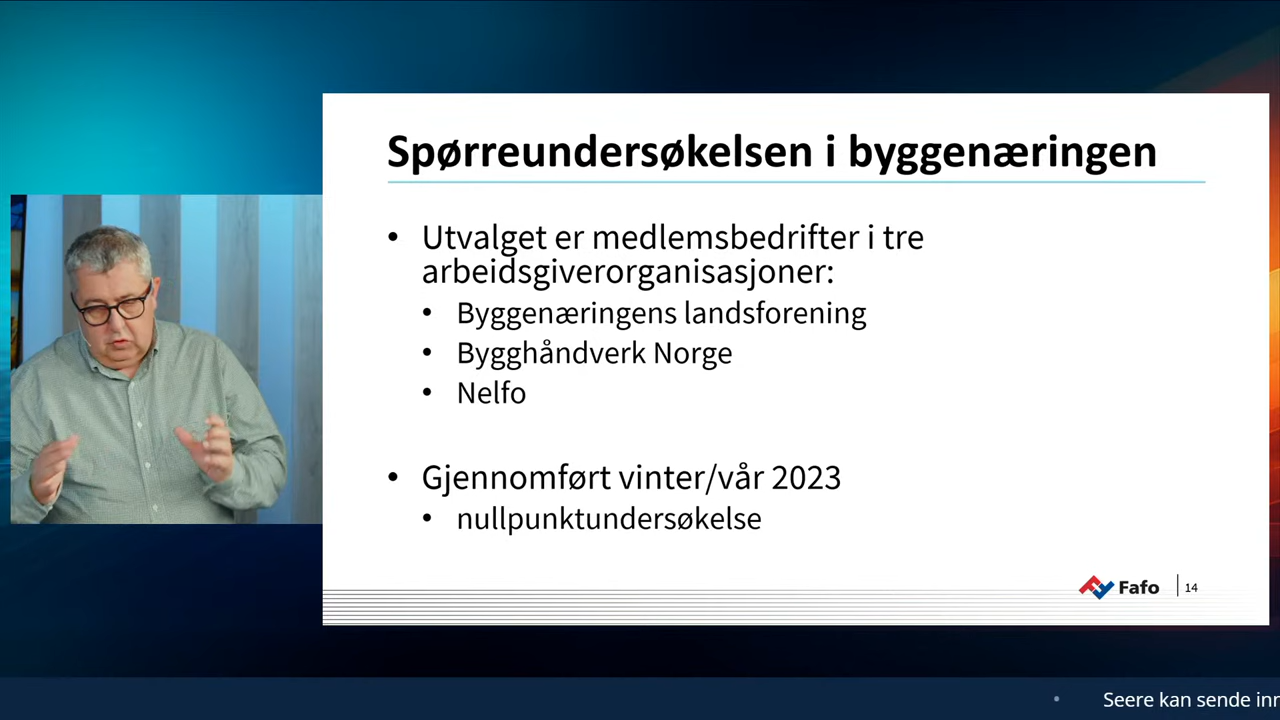 Spørreundersøkelsen i byggenæringen
• Utvalget er medlemsbedrifter i tre
arbeidsgiverorganisasjoner:
• Byggenæringens landsforening
• Bygghåndverk Norge
• Nelfo
• Gjennomført vinter/vår 2023
• nullpunktundersøkelse
Fafo
14
• Seere kan sende